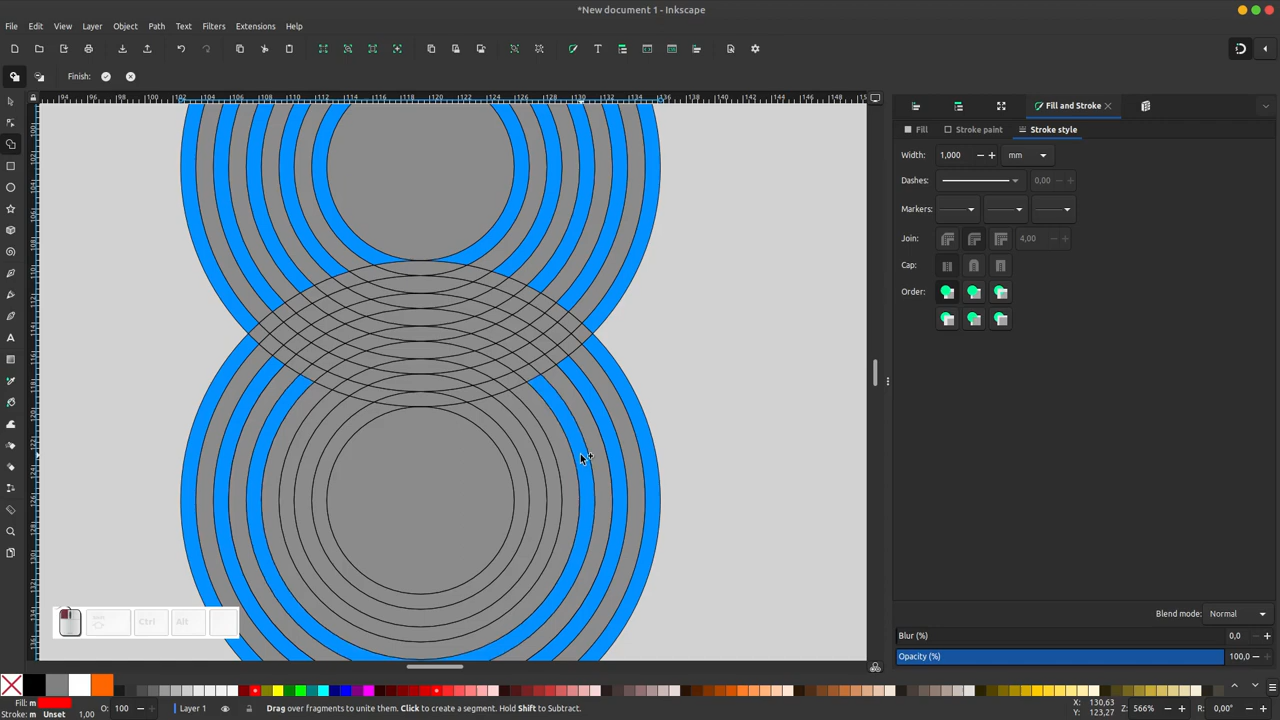 *New document 1 - Inkscape
File Edit View Layer Object Path Text Filters Extensions Help
Finish:
Fill and Stroke
Fill Stroke paint Stroke style
Width: 1,000 mm
Dashes: 0,00
Markers:
Join: 4,00
Cap:
Order:
Ctrl Alt
Blend mode: Normal
Blur (%) 0,0
Opacity (%) 100,0
Fill: m
Stroke: m Unset 1,00
O: 100
Layer 1
Drag over fragments to unite them. Click to create a segment. Hold Shift to Subtract.
X: 130,63
Y: 123,27
Z: 566%
R: 0,00°